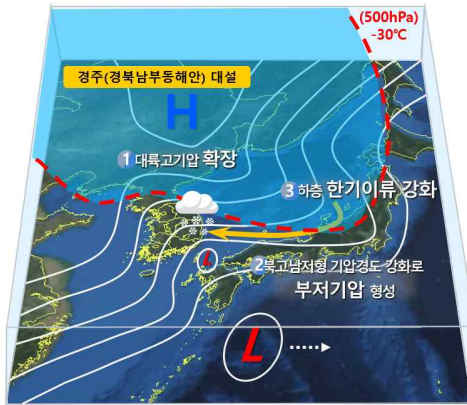 (500hPa)
-30℃
경주(경북남부동해안) 대설
H
1 대륙고기압 확장
3 하층 한기이류 강화
L
2 북고남저형 기압경도 강화로
부저기압 형성
L